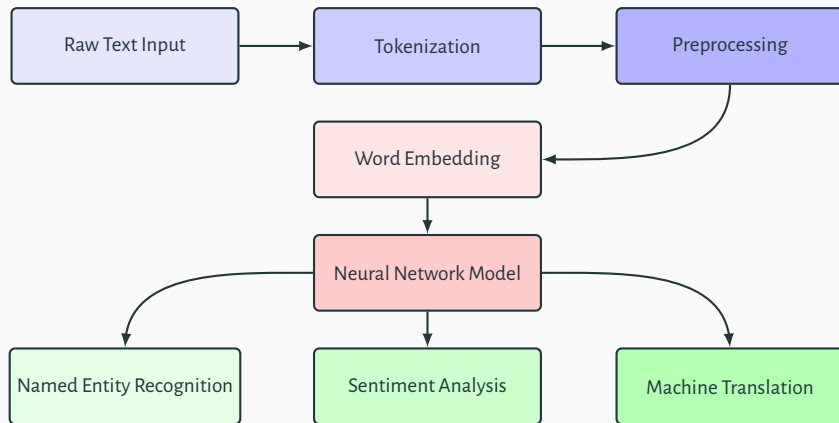 Raw Text Input
Tokenization
Preprocessing
Word Embedding
Neural Network Model
Named Entity Recognition
Sentiment Analysis
Machine Translation